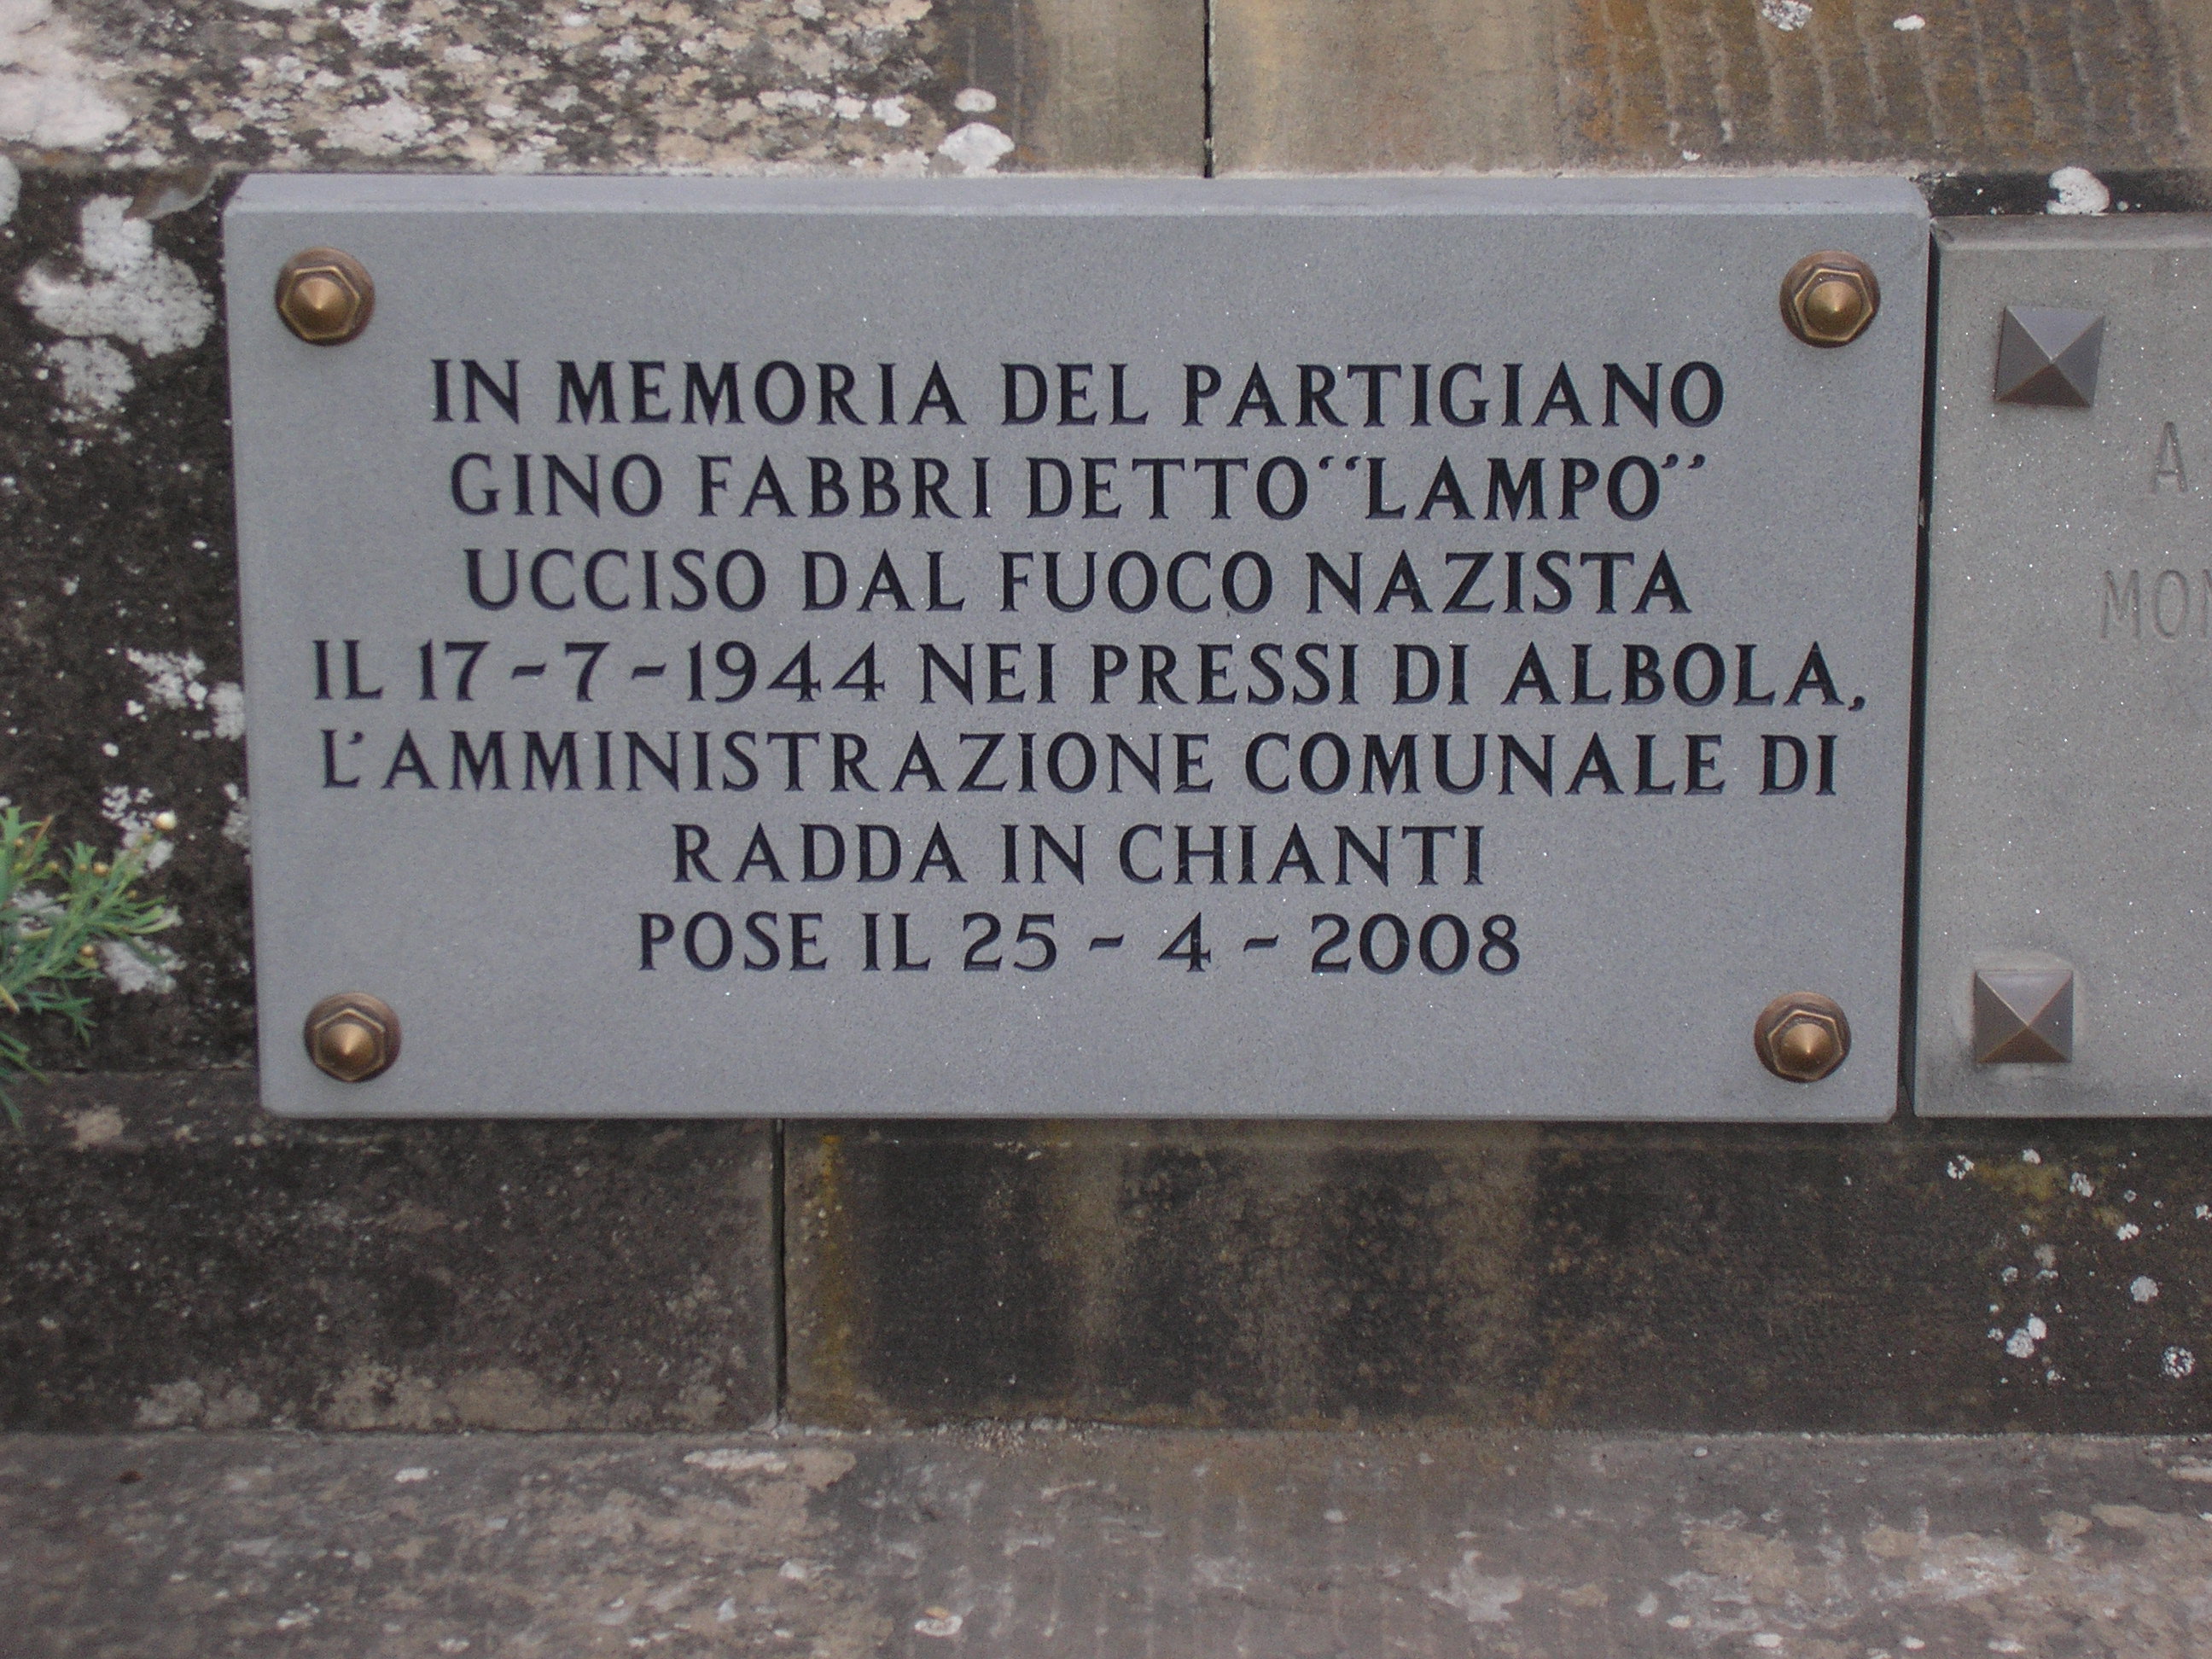 IN MEMORIA DEL PARTIGIANO
GINO FABBRI DETTO "LAMPO"
UCCISO DAL FUOCO NAZISTA
IL 17-7-1944 NEI PRESSI DI ALBOLA,
L'AMMINISTRAZIONE COMUNALE DI
RADDA IN CHIANTI
POSE IL 25-4-2008
A